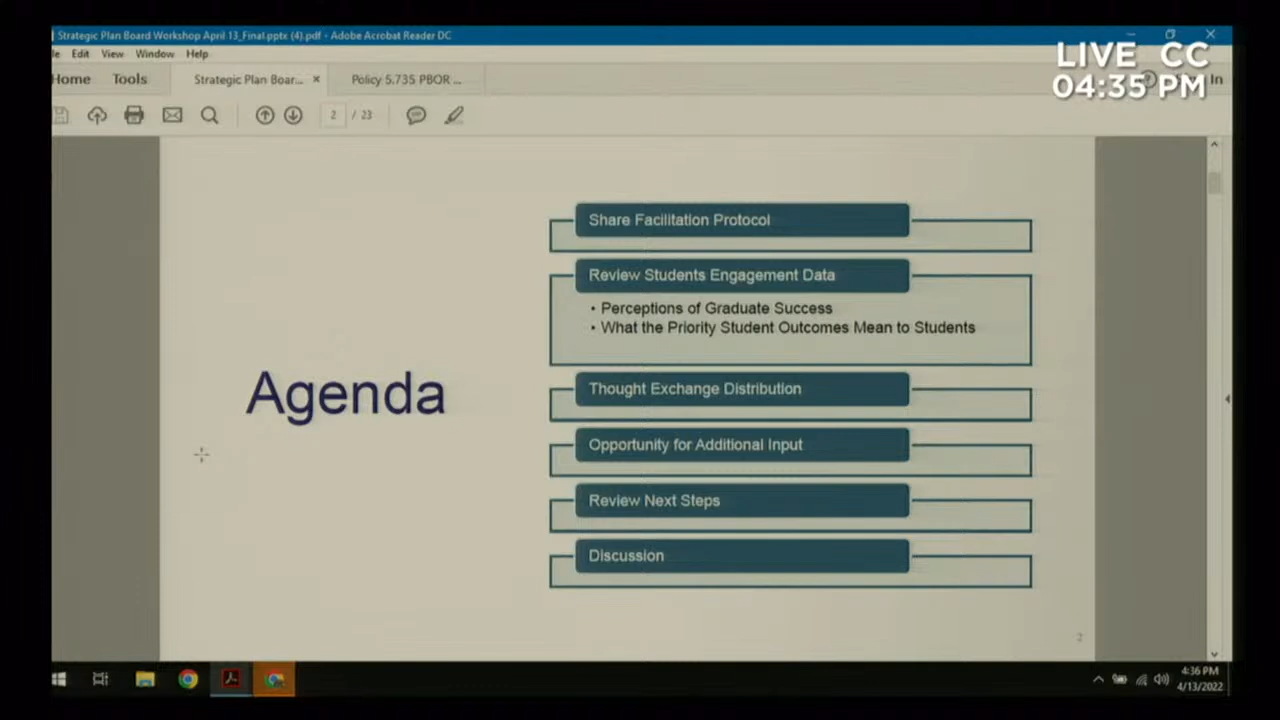 Strategic Plan Board Workshop April 13_Final.pptx (4).pdf - Adobe Acrobat Reader DC
Edit View Window Help
LIVE CC
04:35 PM
Home Tools Strategic Plan Boar... × Policy 5.735 PBOR ... In
2 / 23
Agenda
Share Facilitation Protocol
Review Students Engagement Data
• Perceptions of Graduate Success
• What the Priority Student Outcomes Mean to Students
Thought Exchange Distribution
Opportunity for Additional Input
Review Next Steps
Discussion
2
4:36 PM
4/13/2022